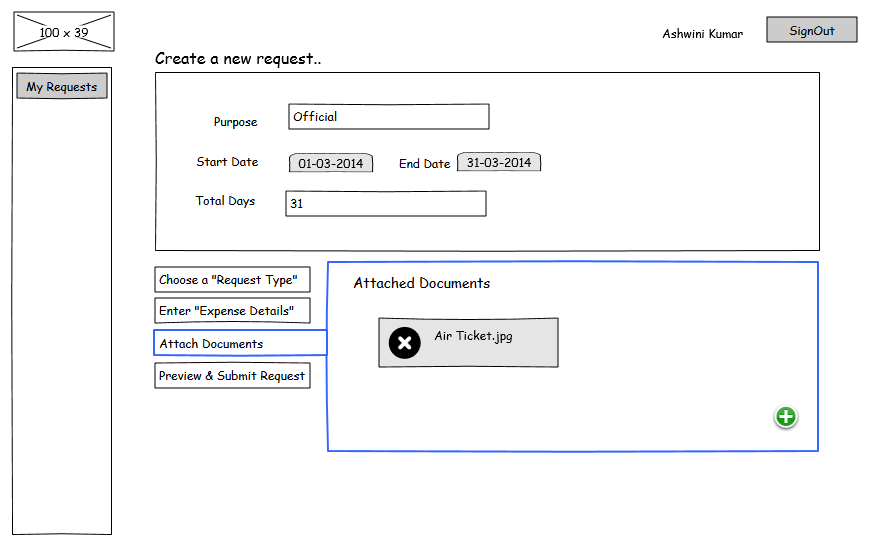 100 x 39
Ashwini Kumar
SignOut
Create a new request..
My Requests
Purpose
Official
Start Date
01-03-2014
End Date
31-03-2014
Total Days
31
Choose a "Request Type"
Enter "Expense Details"
Attach Documents
Preview & Submit Request
Attached Documents
Air Ticket.jpg